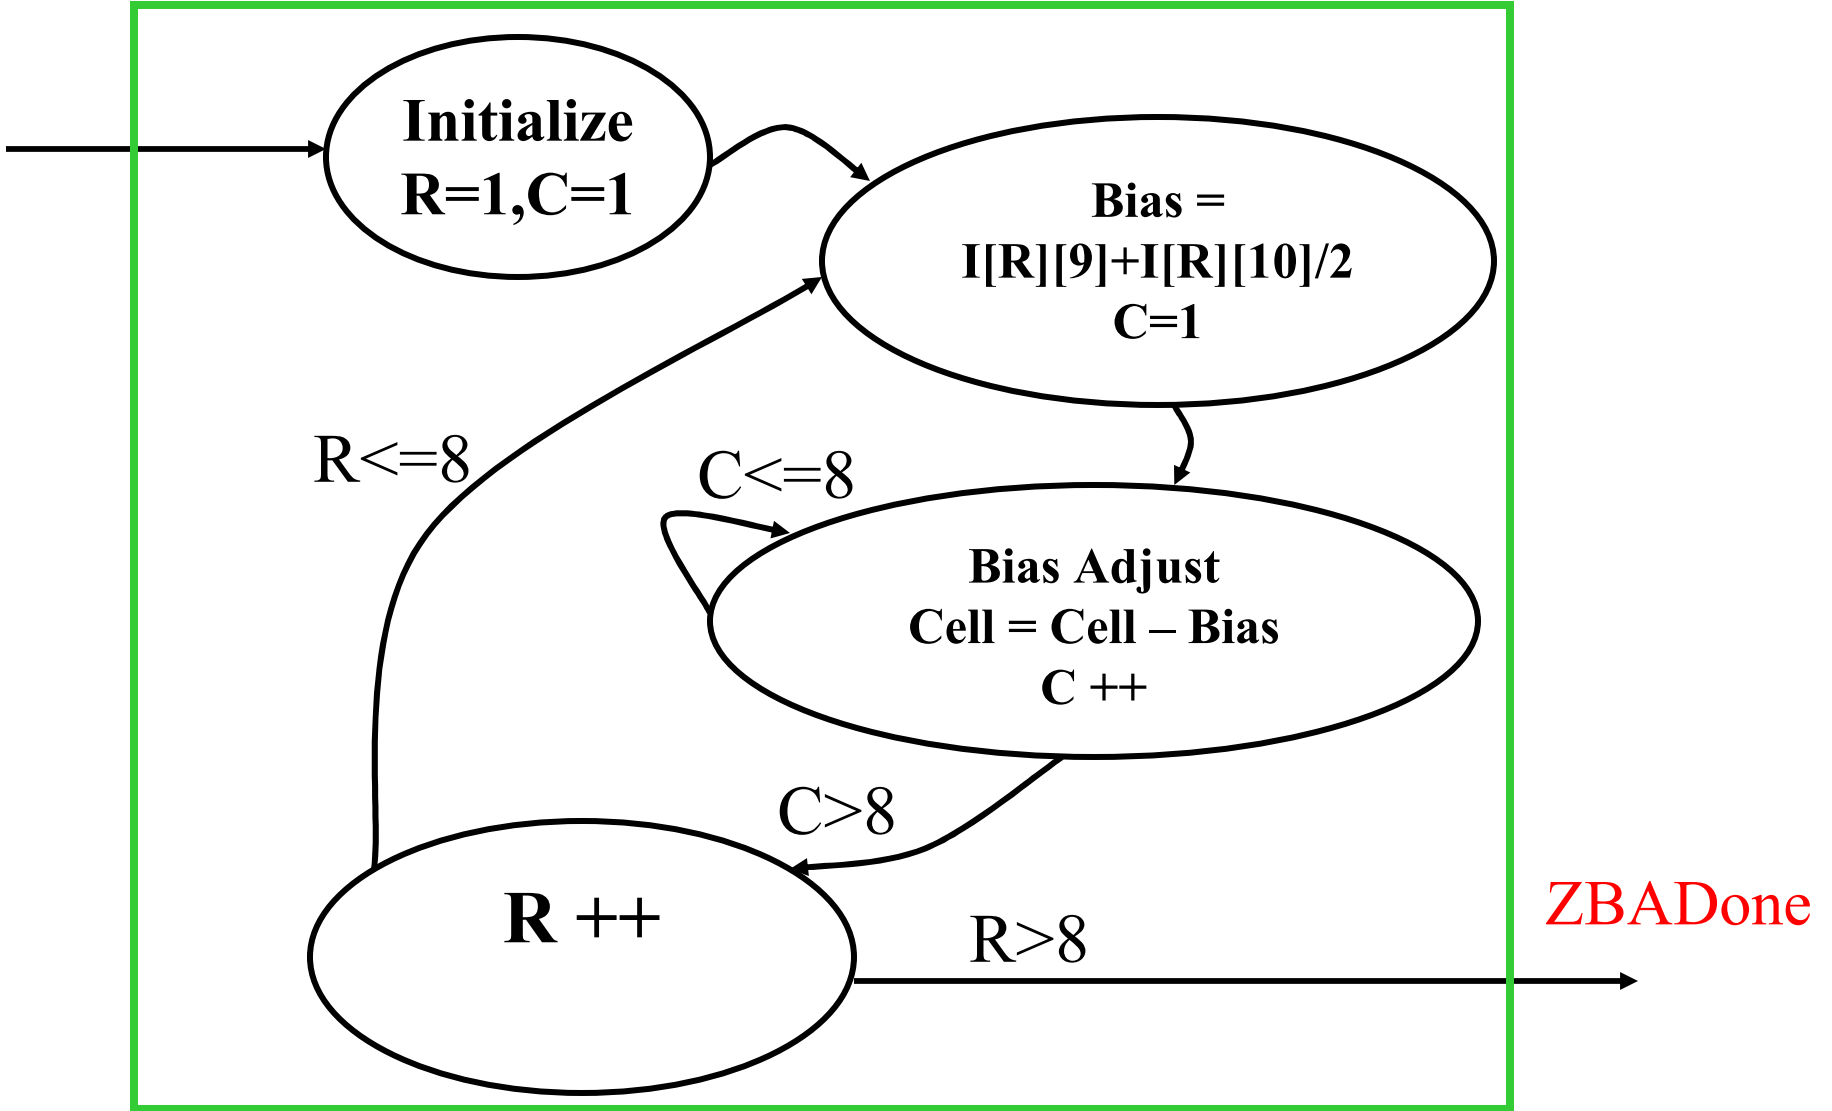 Initialize
R=1,C=1
Bias =
I[R][9]+I[R][10]/2
C=1
R<=8
C<=8
Bias Adjust
Cell = Cell – Bias
C ++
C>8
R ++
R>8
ZBADone